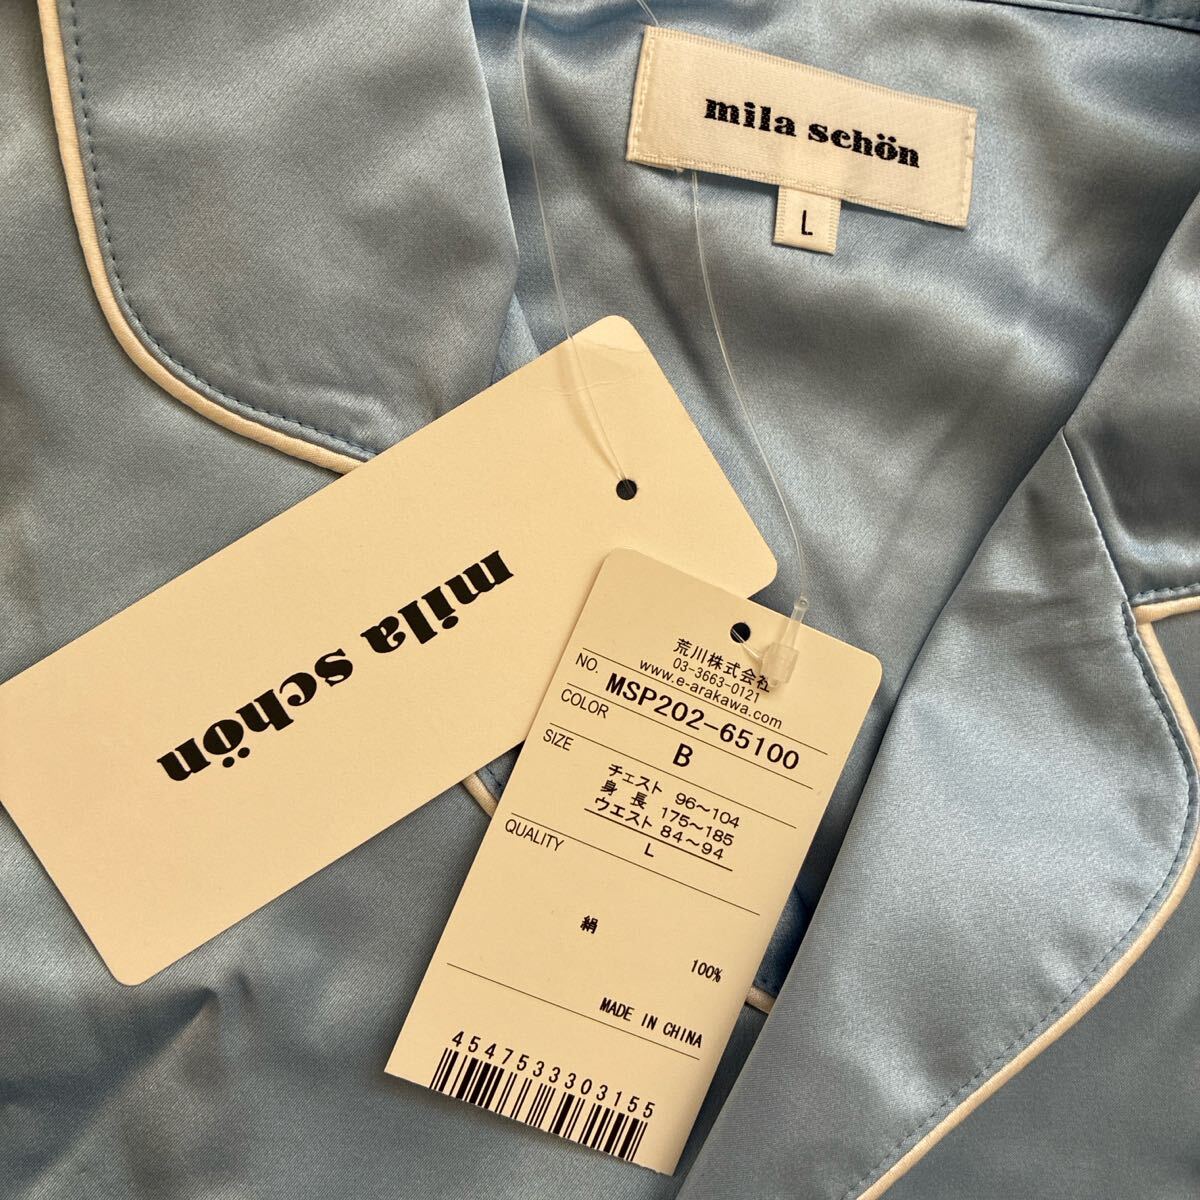 mila schön
L
mila schön
荒川株式会社
03-3663-0121
www.e-arakawa.com
NO. MSP202-65100
COLOR B
SIZE
チェスト 96〜104
身長 175〜185
ウエスト 84〜94
L
QUALITY
絹 100%
MADE IN CHINA
4547533303155